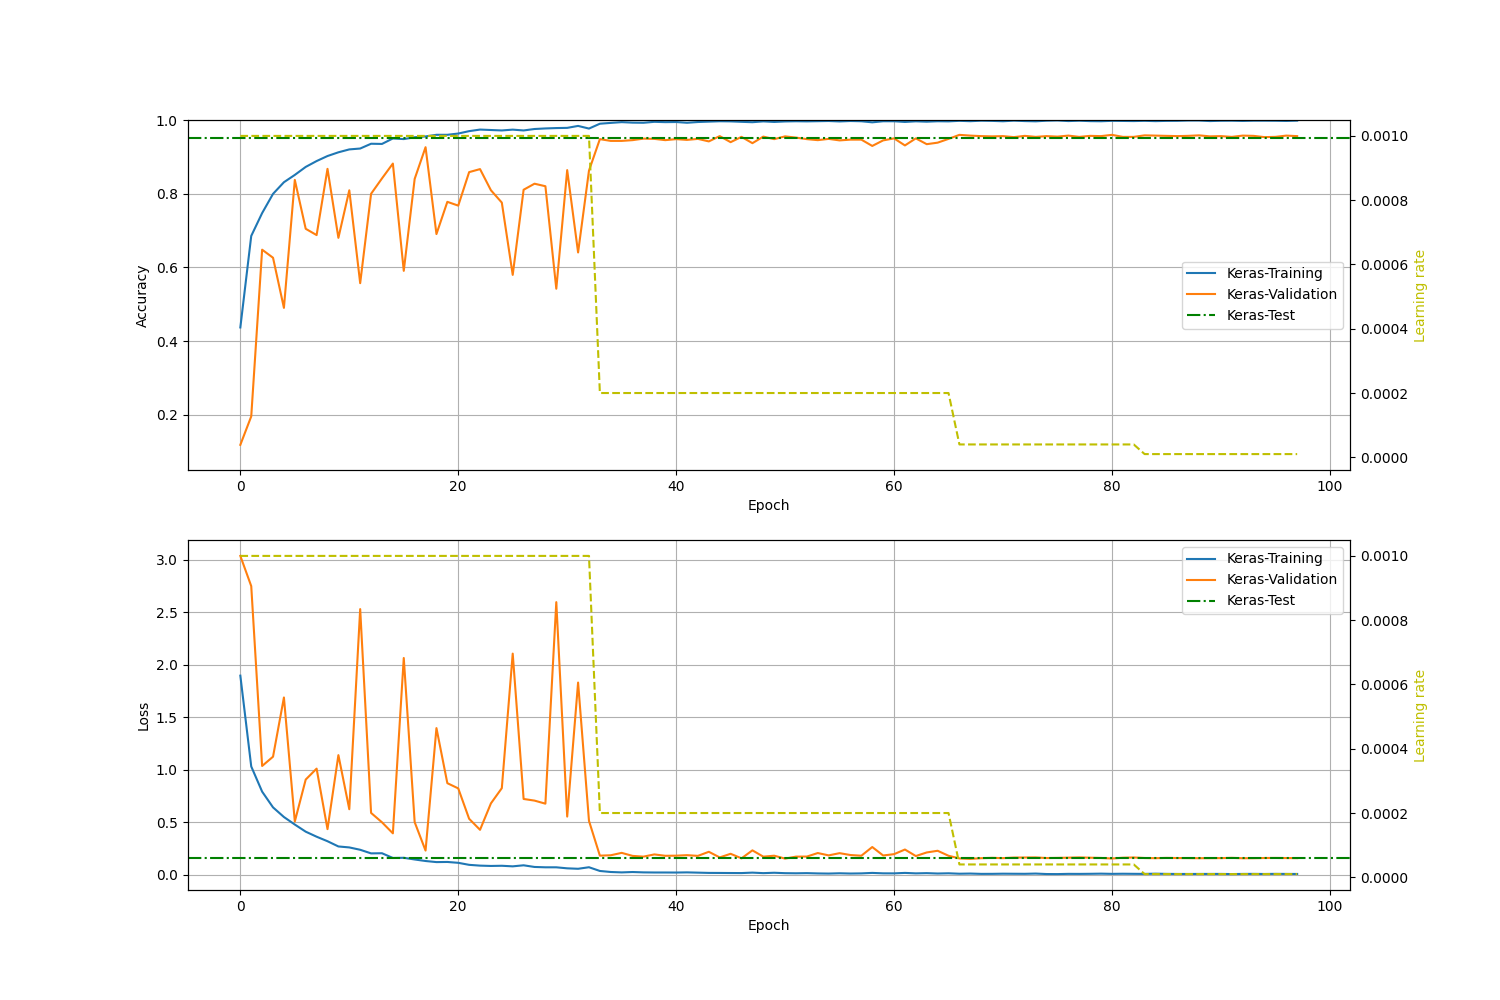 1.0
0.8
0.6
0.4
0.2
Accuracy
0.0010
0.0008
0.0006
0.0004
0.0002
0.0000
Learning rate
Keras-Training
Keras-Validation
Keras-Test
0 20 40 60 80 100
Epoch
3.0
2.5
2.0
1.5
1.0
0.5
0.0
Loss
0.0010
0.0008
0.0006
0.0004
0.0002
0.0000
Learning rate
Keras-Training
Keras-Validation
Keras-Test
0 20 40 60 80 100
Epoch